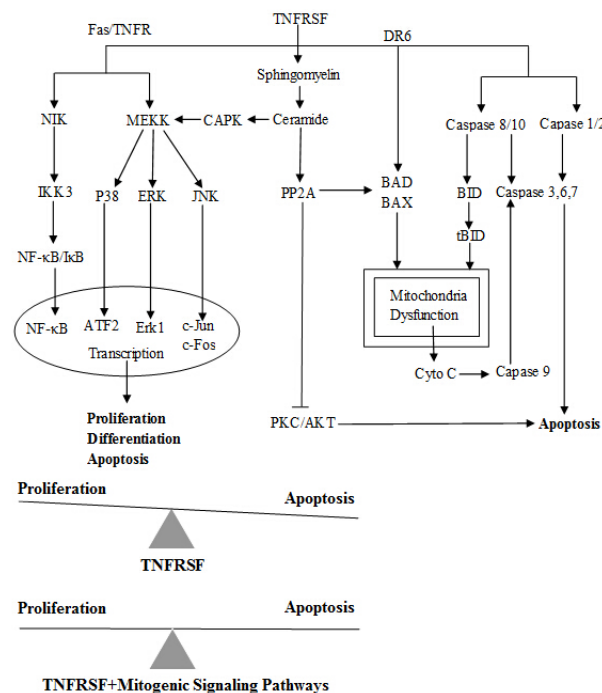 TNFRSF
Fas/TNFR
DR6
Sphingomyelin
NIK
MEKK
CAPK
Ceramide
Caspase 8/10
Caspase 1/2
IKK3
P38
ERK
JNK
PP2A
BAD
BAX
BID
Caspase 3,6,7
tBID
NF-κB/IκB
Mitochondria
Dysfunction
NF-κB
ATF2
Erk1
c-Jun
c-Fos
Transcription
Cyto C
Capase 9
Proliferation
Differentiation
Apoptosis
PKC/AKT
Apoptosis
Proliferation
Apoptosis
TNFRSF
Proliferation
Apoptosis
TNFRSF+Mitogenic Signaling Pathways